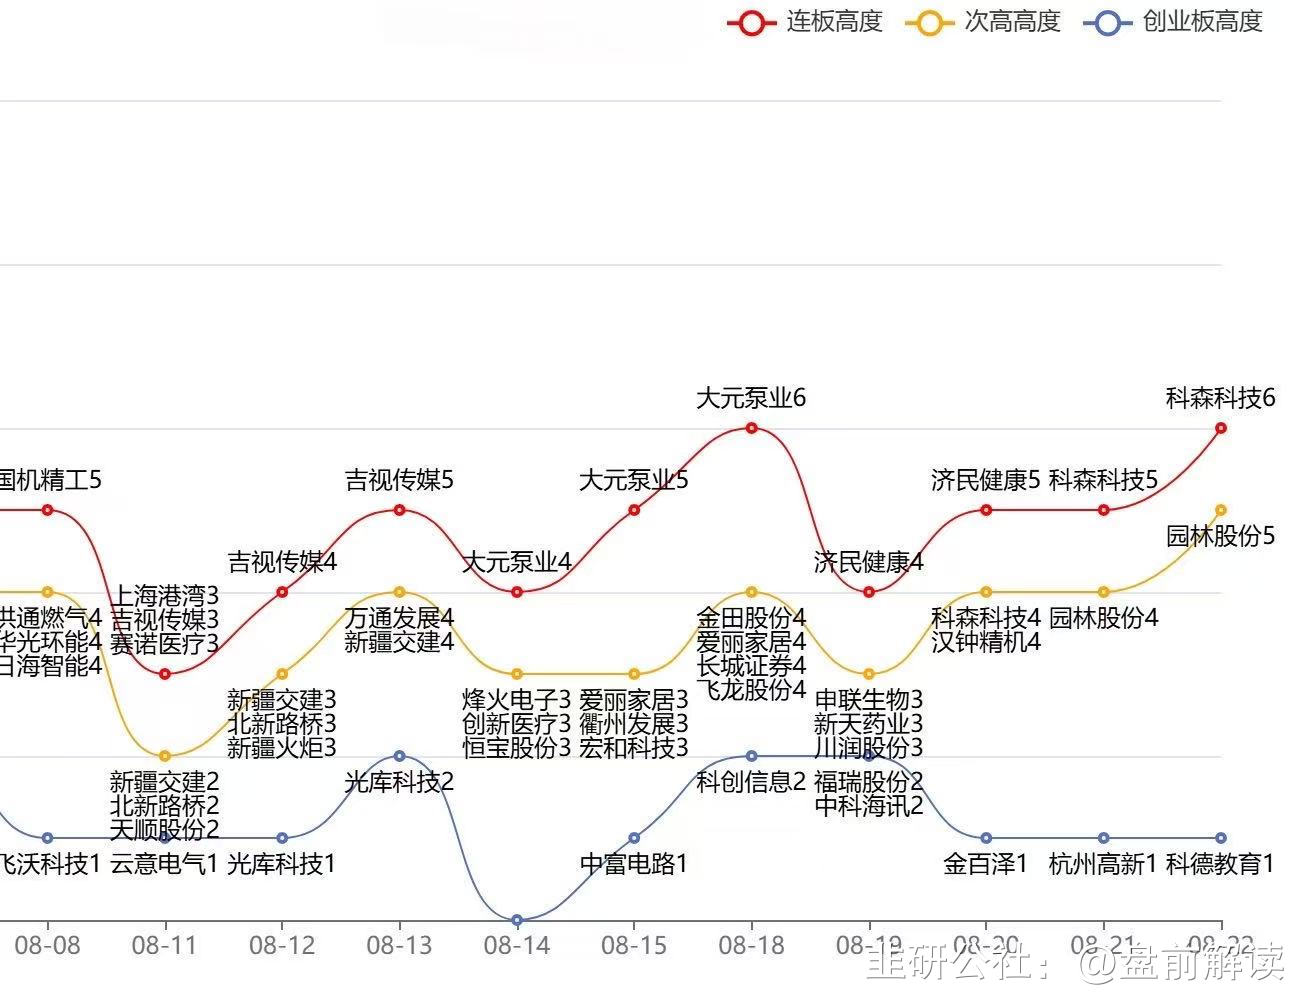 连板高度 次高高度 创业板高度
大元泵业6 科森科技6
国机精工5 吉视传媒5 大元泵业5 济民健康5 科森科技5
园林股份5
吉视传媒4 大元泵业4 济民健康4
上海港湾3
吉视传媒3
赛诺医疗3
洪通燃气4
华光环能4
日海智能4
万通发展4
新疆交建4
金田股份4
爱丽家居4
长城证券4
飞龙股份4
科森科技4
汉钟精机4
园林股份4
新疆交建3
北新路桥3
新疆火炬3
烽火电子3
创新医疗3
恒宝股份3
爱丽家居3
衢州发展3
宏和科技3
申联生物3
新天药业3
川润股份3
新疆交建2
北新路桥2
天顺股份2
光库科技2
科创信息2
福瑞股份2
中科海讯2
飞沃科技1 云意电气1 光库科技1 中富电路1 金百泽1 杭州高新1 科德教育1
08-08 08-11 08-12 08-13 08-14 08-15 08-18 08-19 08-20 08-21 08-22
韭研公社：@盘前解读